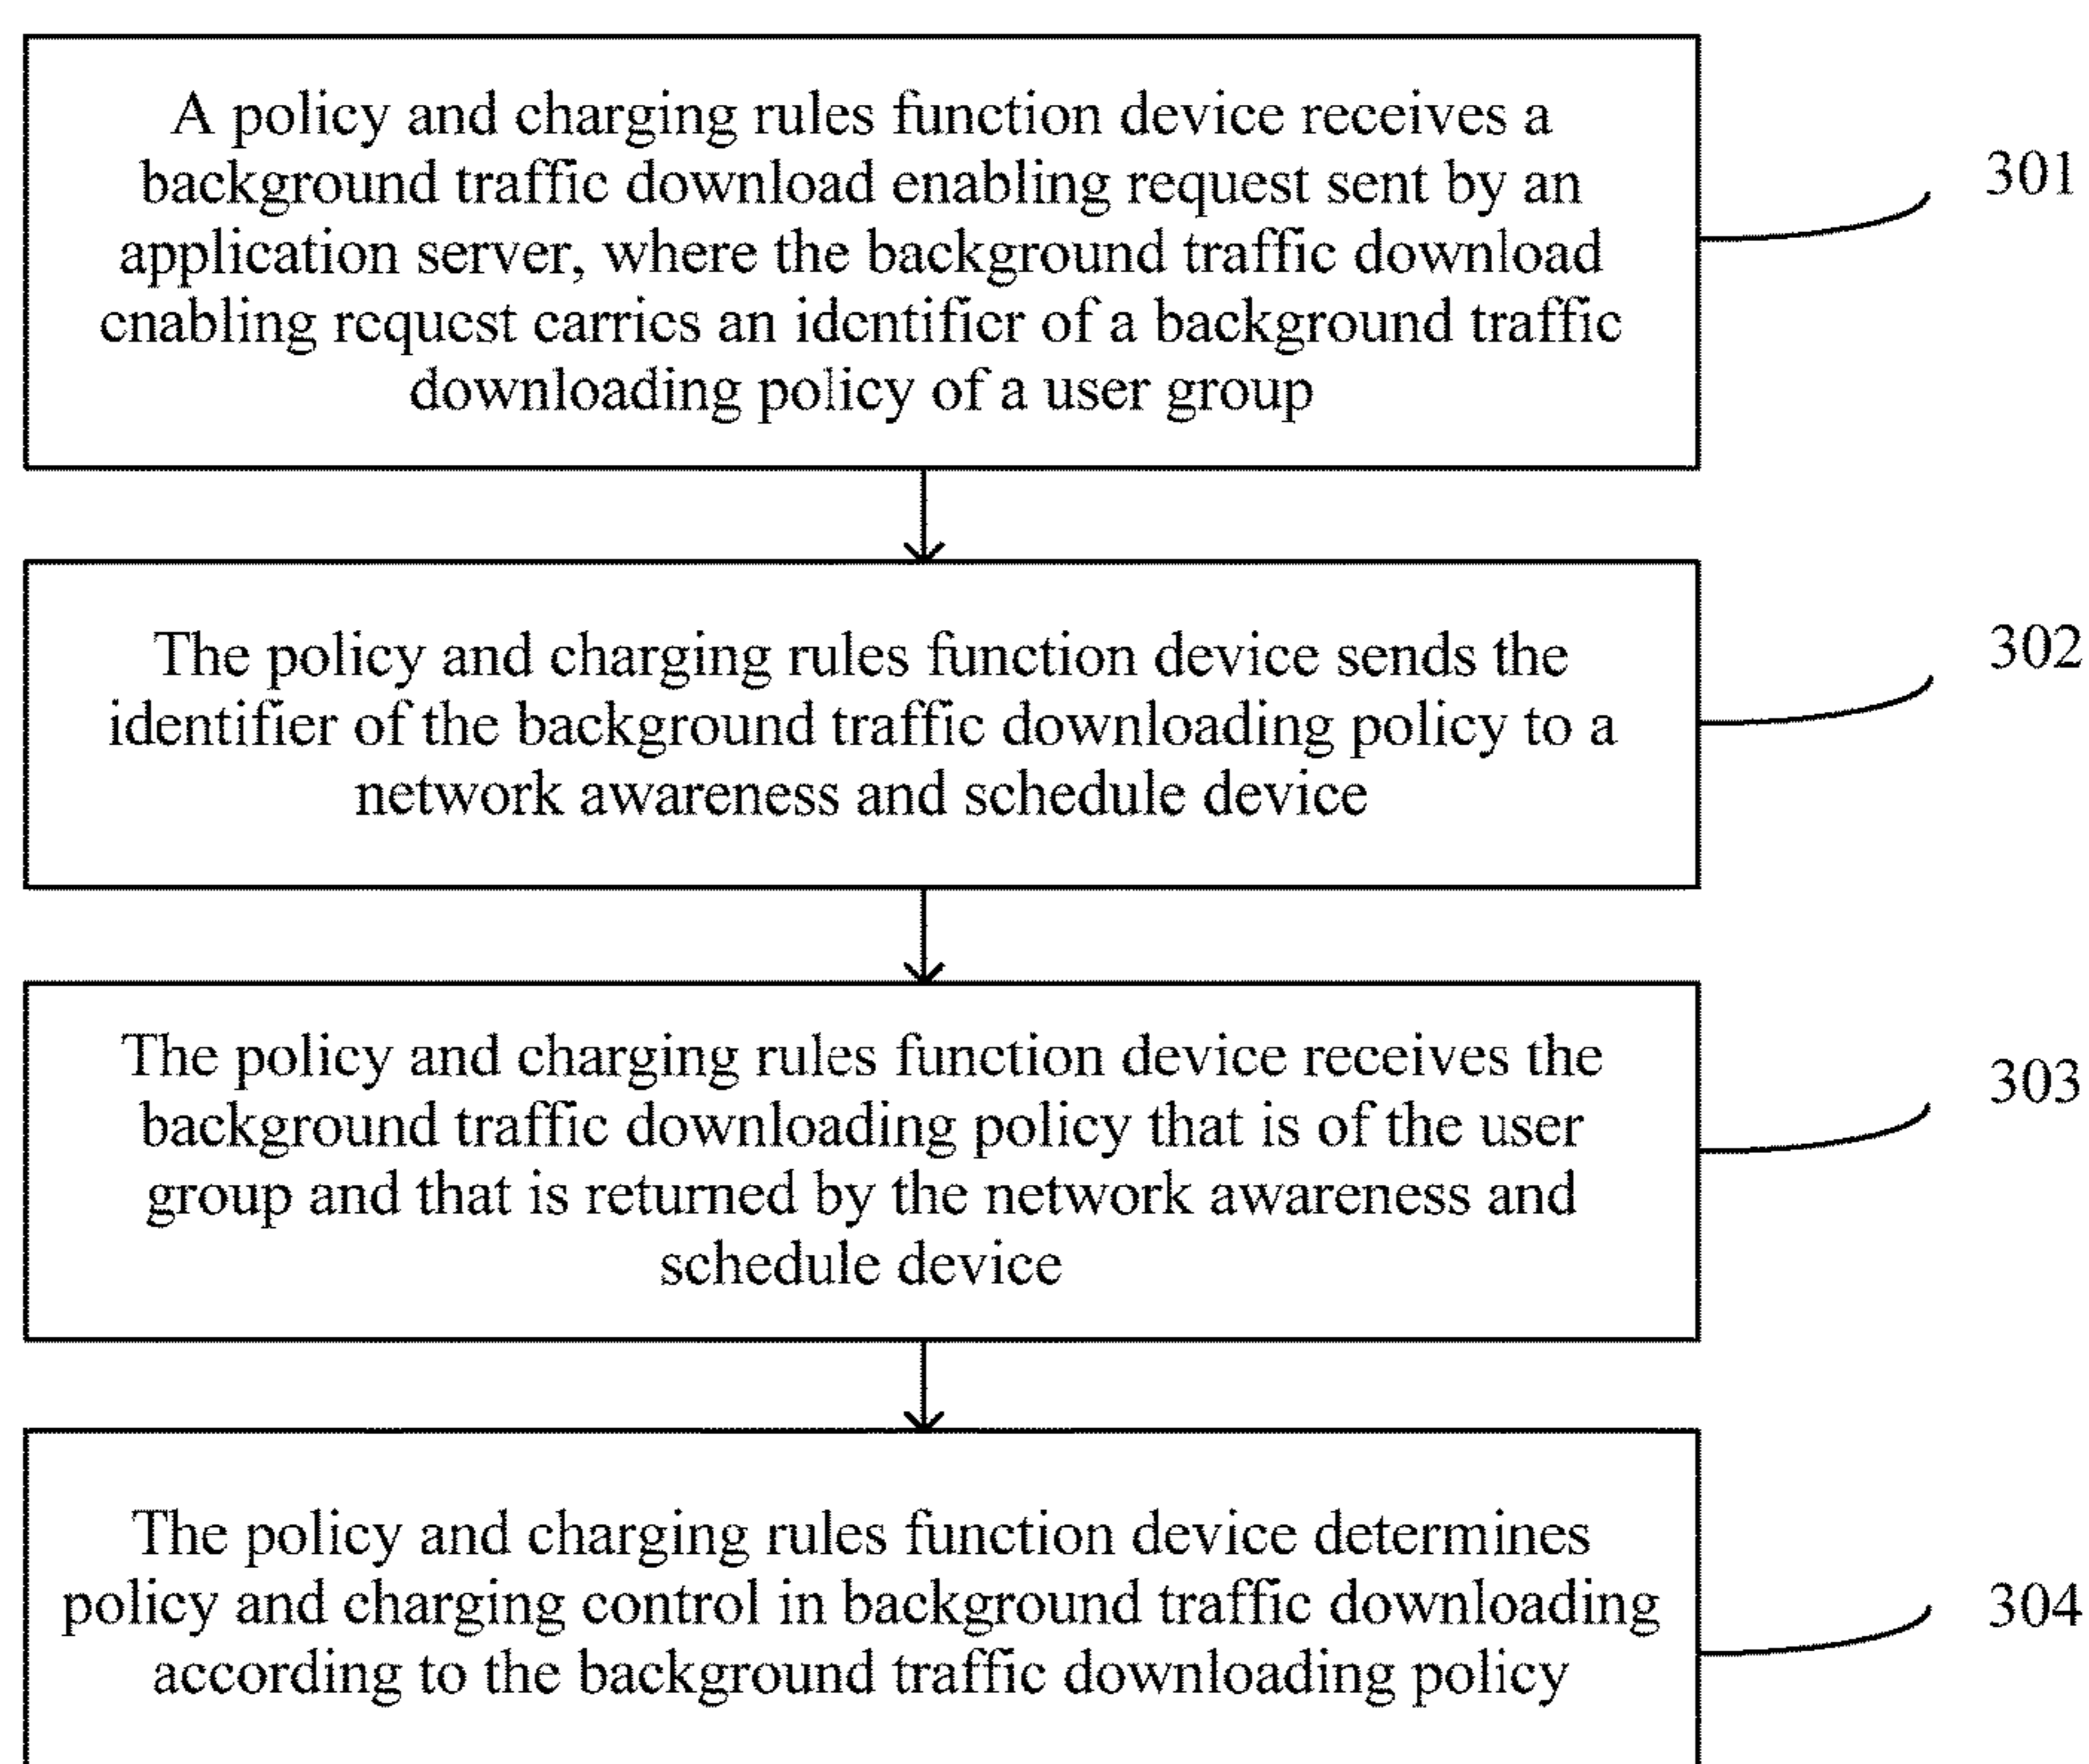 A policy and charging rules function device receives a
background traffic download enabling request sent by an
application server, where the background traffic download
enabling request carries an identifier of a background traffic
downloading policy of a user group
301
The policy and charging rules function device sends the
identifier of the background traffic downloading policy to a
network awareness and schedule device
302
The policy and charging rules function device receives the
background traffic downloading policy that is of the user
group and that is returned by the network awareness and
schedule device
303
The policy and charging rules function device determines
policy and charging control in background traffic downloading
according to the background traffic downloading policy
304